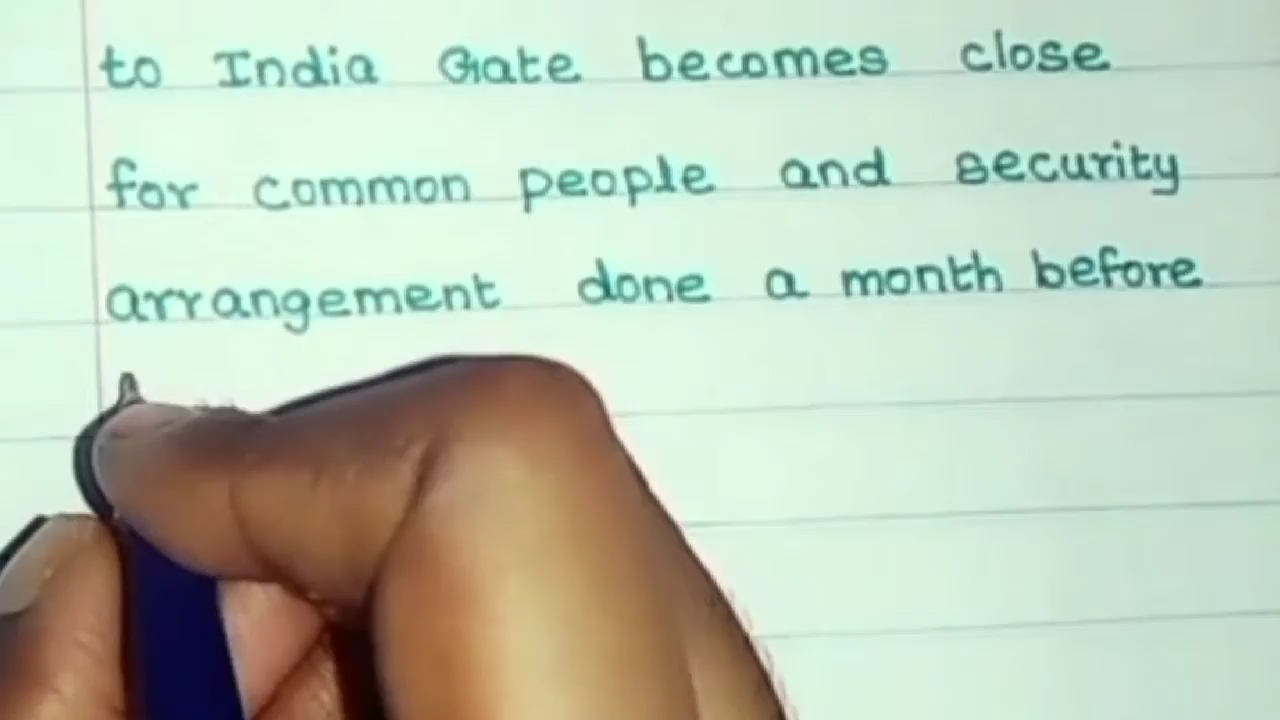 to India Gate becomes close
for common people and security
arrangement done a month before